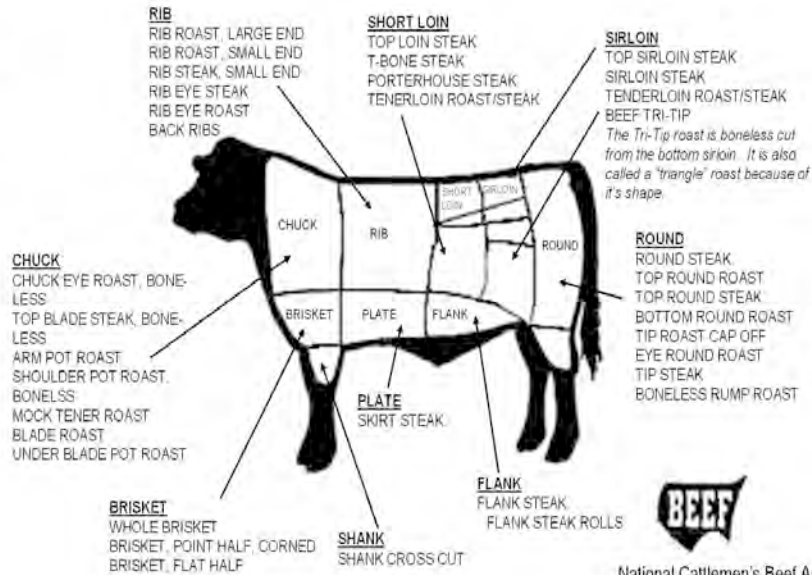 RIB
RIB ROAST, LARGE END
RIB ROAST, SMALL END
RIB STEAK, SMALL END
RIB EYE STEAK
RIB EYE ROAST
BACK RIBS
SHORT LOIN
TOP LOIN STEAK
T-BONE STEAK
PORTERHOUSE STEAK
TENERLOIN ROAST/STEAK
SIRLOIN
TOP SIRLOIN STEAK
SIRLOIN STEAK
TENDERLOIN ROAST/STEAK
BEEF TRI-TIP
The Tri-Tip roast is boneless cut
from the bottom sirloin. It is also
called a "triangle" roast because of
it's shape.
SHORT
LOIN
SIRLOIN
CHUCK
RIB
ROUND
BRISKET
PLATE
FLANK
CHUCK
CHUCK EYE ROAST, BONE-
LESS
TOP BLADE STEAK, BONE-
LESS
ARM POT ROAST
SHOULDER POT ROAST,
BONELSS
MOCK TENER ROAST
BLADE ROAST
UNDER BLADE POT ROAST
ROUND
ROUND STEAK
TOP ROUND ROAST
TOP ROUND STEAK
BOTTOM ROUND ROAST
TIP ROAST CAP OFF
EYE ROUND ROAST
TIP STEAK
BONELESS RUMP ROAST
PLATE
SKIRT STEAK
FLANK
FLANK STEAK
FLANK STEAK ROLLS
BRISKET
WHOLE BRISKET
BRISKET, POINT HALF, CORNED
BRISKET, FLAT HALF
SHANK
SHANK CROSS CUT
BEEF
National Cattlemen's Beef